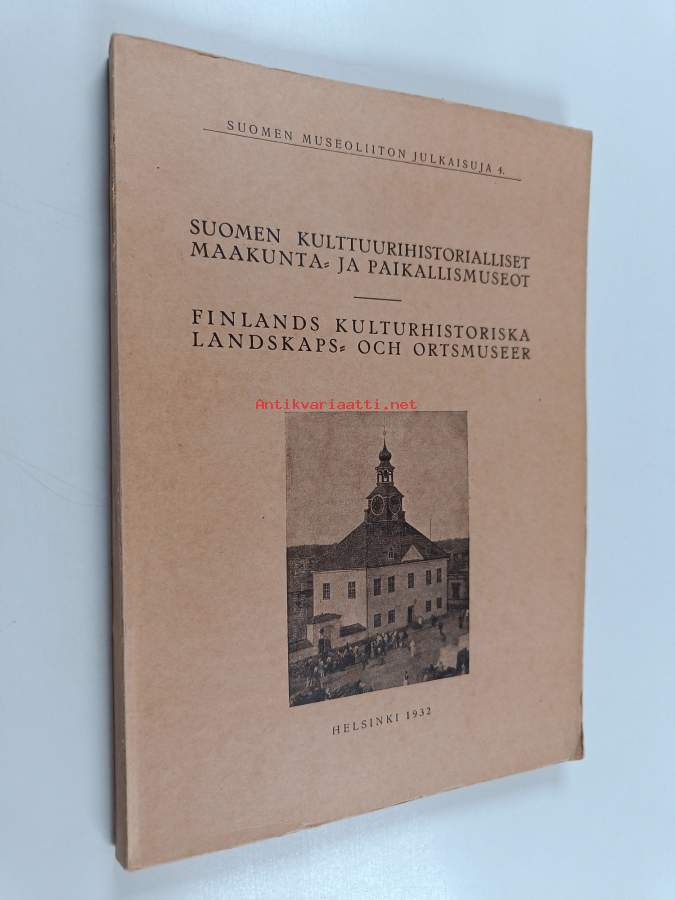 SUOMEN MUSEOLIITON JULKAISUJA 4.
SUOMEN KULTTUURIHISTORIALLISET
MAAKUNTA= JA PAIKALLISMUSEOT
FINLANDS KULTURHISTORISKA
LANDSKAPS= OCH ORTSMUSEER
Antikvariaatti.net
HELSINKI 1932